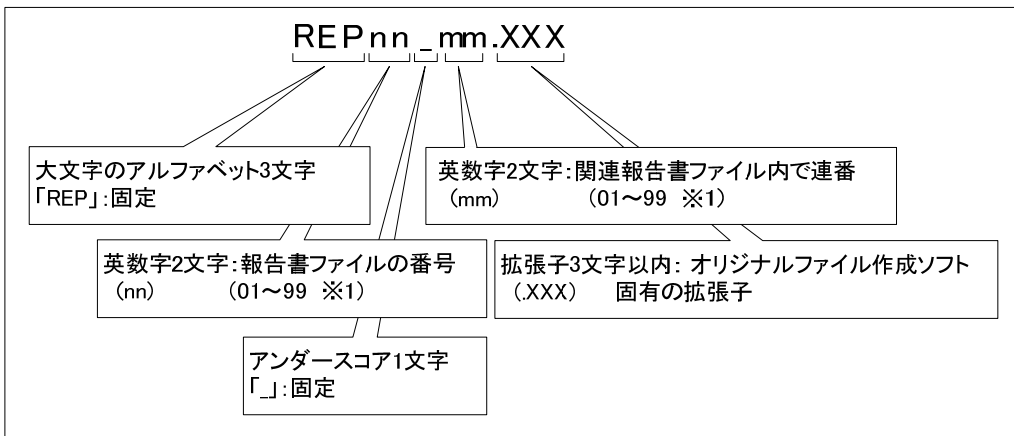 REPnn_mm.XXX
大文字のアルファベット3文字
「REP」:固定
英数字2文字:関連報告書ファイル内で連番
(mm) (01～99 ※1)
英数字2文字:報告書ファイルの番号
(nn) (01～99 ※1)
拡張子3文字以内: オリジナルファイル作成ソフト
(.XXX) 固有の拡張子
アンダースコア1文字
「_」:固定